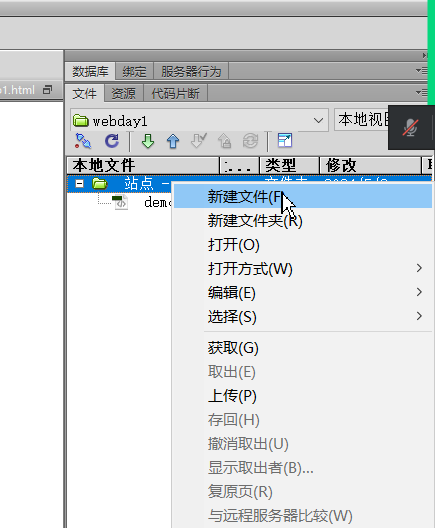 数据库 绑定 服务器行为
o1.html
文件 资源 代码片断
webday1 本地视图
本地文件 :... 类型 修改
站点 -
demo
新建文件(F)
新建文件夹(R)
打开(O)
打开方式(W)
编辑(E)
选择(S)
获取(G)
取出(E)
上传(P)
存回(H)
撤消取出(U)
显示取出者(B)...
复原页(R)
与远程服务器比较(W)